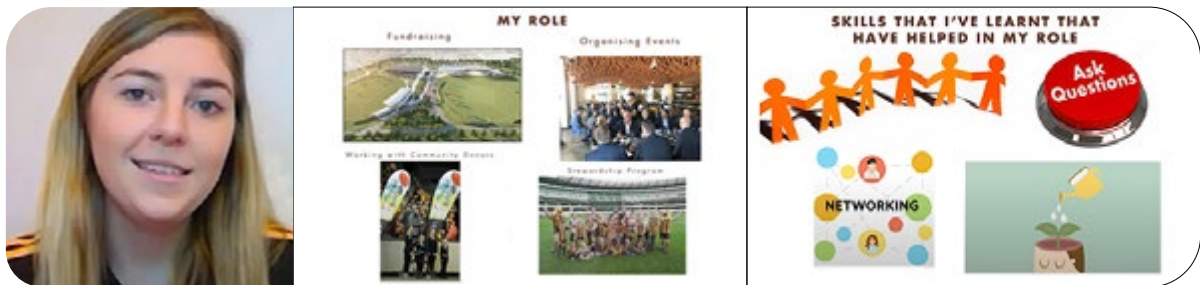 MY ROLE
Fundraising
Organising Events
Working with Community Donors
Stewardship Program
SKILLS THAT I'VE LEARNT THAT
HAVE HELPED IN MY ROLE
Ask
Questions
NETWORKING